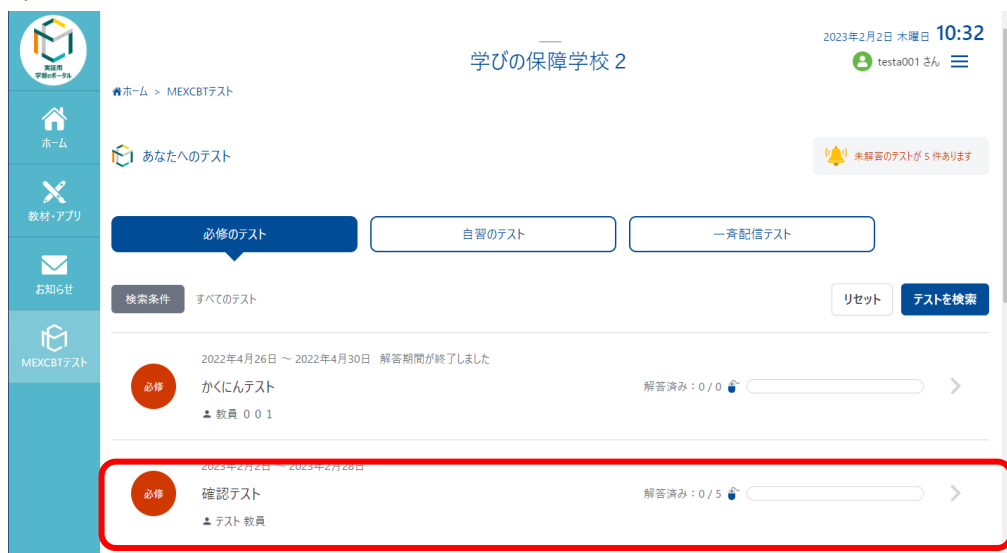 2023年2月2日 木曜日 10:32
実証用
学習eポータル
学びの保障学校2
testa001 さん
ホーム > MEXCBTテスト
ホーム
あなたへのテスト
未解答のテストが 5 件あります
教材・アプリ
必修のテスト
自習のテスト
一斉配信テスト
お知らせ
検索条件
すべてのテスト
リセット
テストを検索
MEXCBTテスト
2022年4月26日 ~ 2022年4月30日 解答期間が終了しました
必修
かくにんテスト
解答済み:0 / 0
教員 001
2023年2月2日 ~ 2023年2月28日
必修
確認テスト
解答済み:0 / 5
テスト 教員